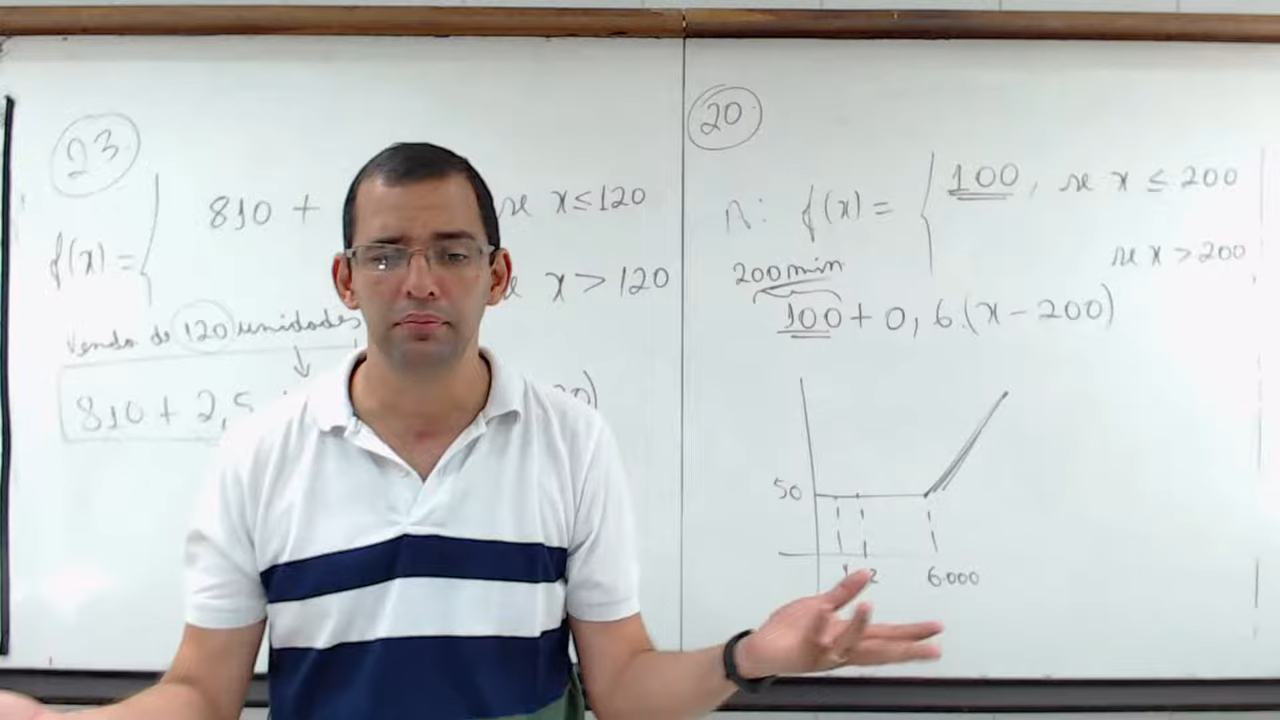 23
f(x) =
810 +
se x ≤ 120
x > 120
Venda de 120 unidades
810 + 2,5
20
R: f(x) =
100, se x ≤ 200
se x > 200
200 min
100 + 0,6.(x - 200)
50
2
6.000